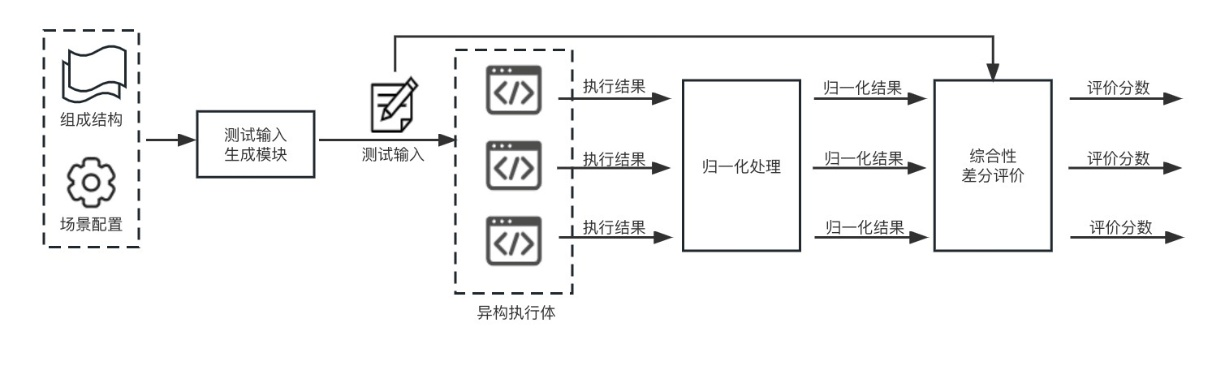 组成结构
场景配置
测试输入
生成模块
测试输入
异构执行体
执行结果
执行结果
执行结果
归一化处理
归一化结果
归一化结果
归一化结果
综合性
差分评价
评价分数
评价分数
评价分数